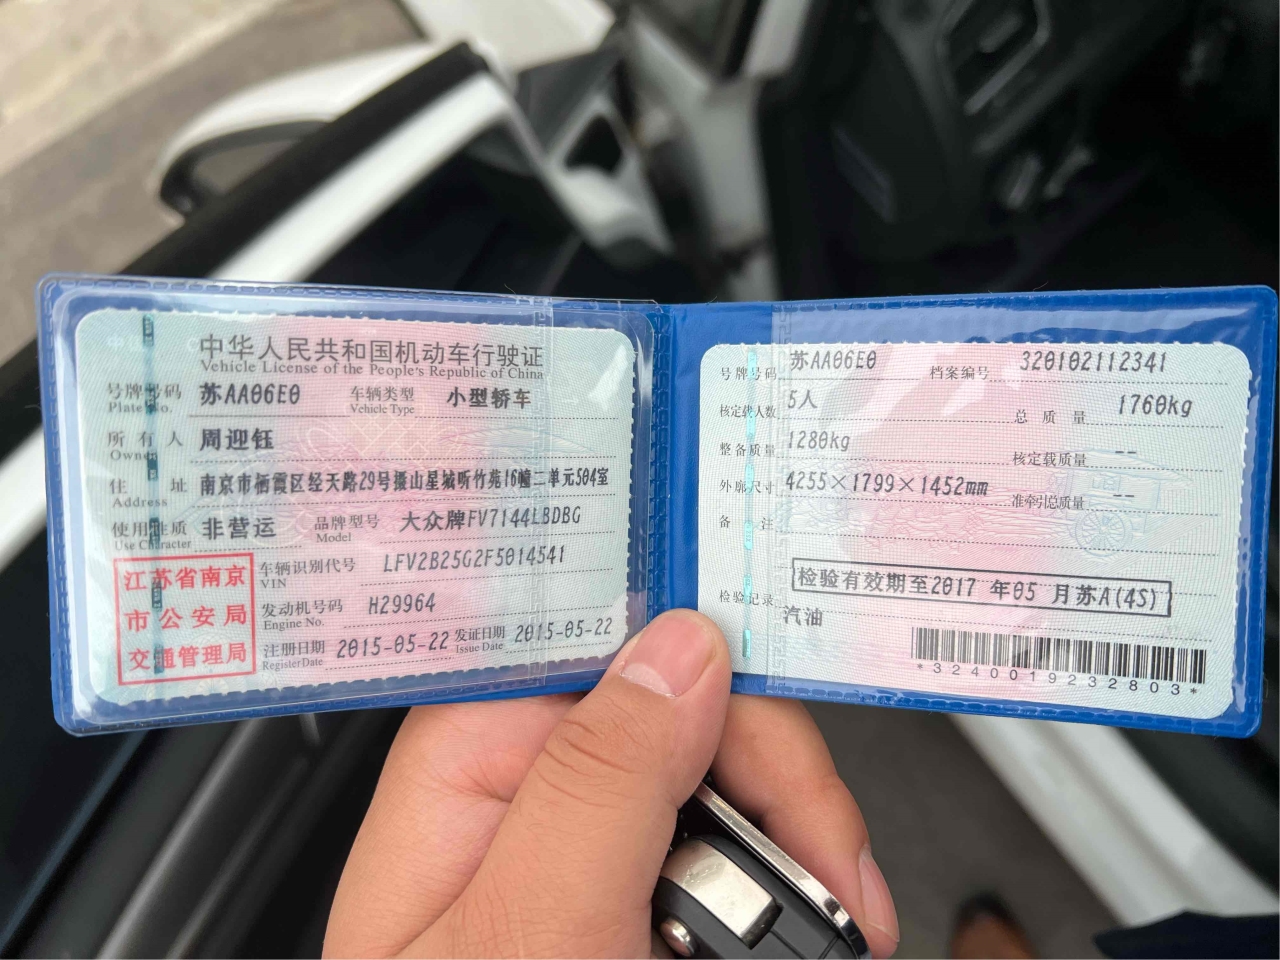 中华人民共和国机动车行驶证
Vehicle License of the People's Republic of China
号牌号码 苏AA06E0 车辆类型 小型轿车
Plate No. Vehicle Type
所有人 周迎钰
Owner
住址 南京市栖霞区经天路29号摄山星城听竹苑16幢二单元504室
Address
使用性质 非营运 品牌型号 大众牌FV7144LBDBG
Use Character Model
江苏省南京
市公安局
交通管理局
车辆识别代号 LFV2B25G2F5014541
VIN
发动机号码 H29964
Engine No.
注册日期 2015-05-22 发证日期 2015-05-22
Register Date Issue Date
号牌号码 苏AA06E0 档案编号 320102112341
核定载人数 5人 总质量 1760kg
整备质量 1280kg 核定载质量 --
外廓尺寸 4255×1799×1452mm 准牵引总质量 --
备注
检验有效期至2017 年05 月苏A(4S)
检验记录
汽油
*3240019232803*